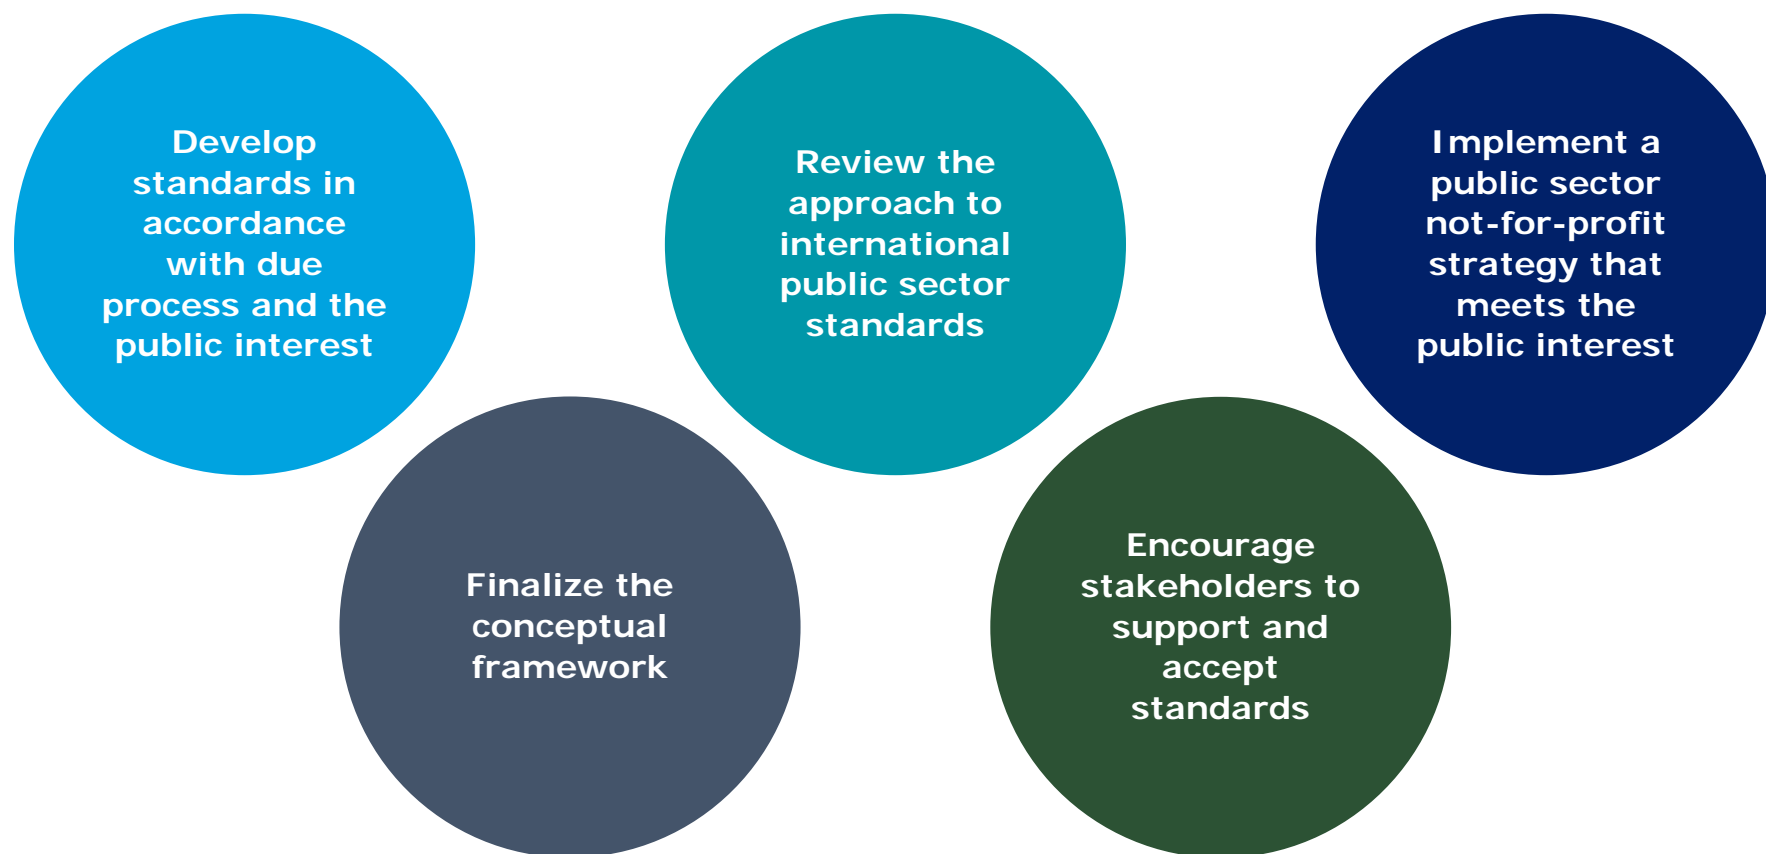 Develop
standards in
accordance
with due
process and the
public interest
Review the
approach to
international
public sector
standards
Implement a
public sector
not-for-profit
strategy that
meets the
public interest
Finalize the
conceptual
framework
Encourage
stakeholders to
support and
accept
standards